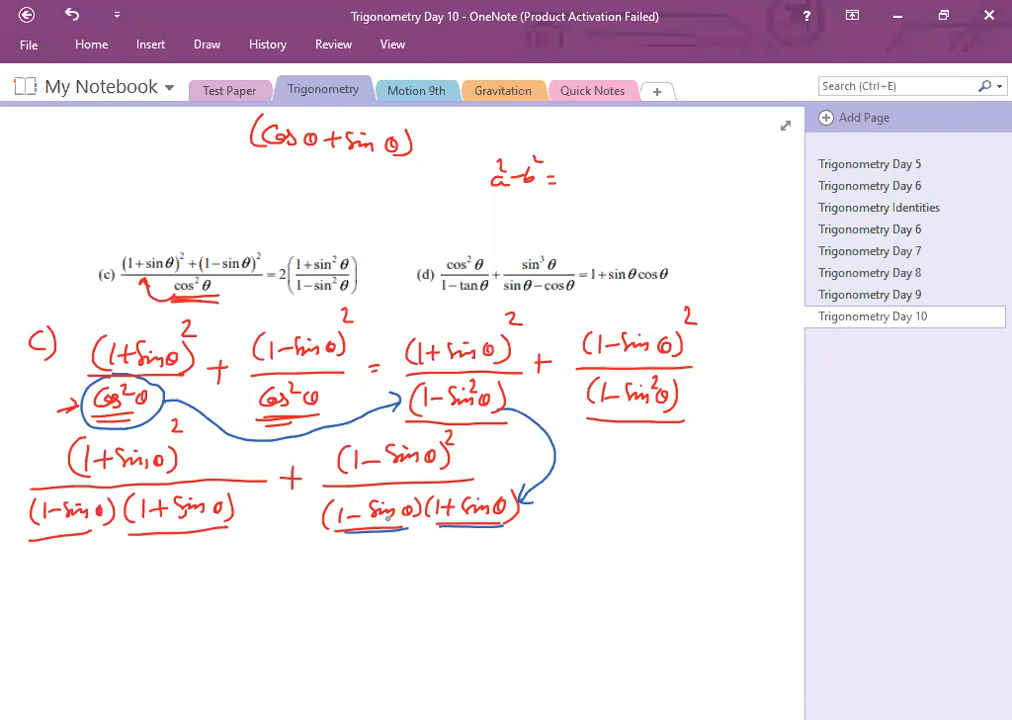 Trigonometry Day 10 - OneNote (Product Activation Failed)
?
File Home Insert Draw History Review View
My Notebook Test Paper Trigonometry Motion 9th Gravitation Quick Notes + Search (Ctrl+E)
Add Page
Trigonometry Day 5
Trigonometry Day 6
Trigonometry Identities
Trigonometry Day 6
Trigonometry Day 7
Trigonometry Day 8
Trigonometry Day 9
Trigonometry Day 10
(Cosθ+Sinθ)
a²-b² =
(c) ((1+sinθ)²+(1−sinθ)²)/cos²θ = 2((1+sin²θ)/(1−sin²θ)) (d) cos²θ/(1−tanθ) + sin³θ/(sinθ−cosθ) = 1+sinθcosθ
C) (1+Sinθ)²/Cos²θ + (1-Sinθ)²/Cos²θ = (1+Sinθ)²/(1-Sin²θ) + (1-Sinθ)²/(1-Sin²θ)
(1+Sinθ)²/(1-Sinθ)(1+Sinθ) + (1-Sinθ)²/(1-Sinθ)(1+Sinθ)